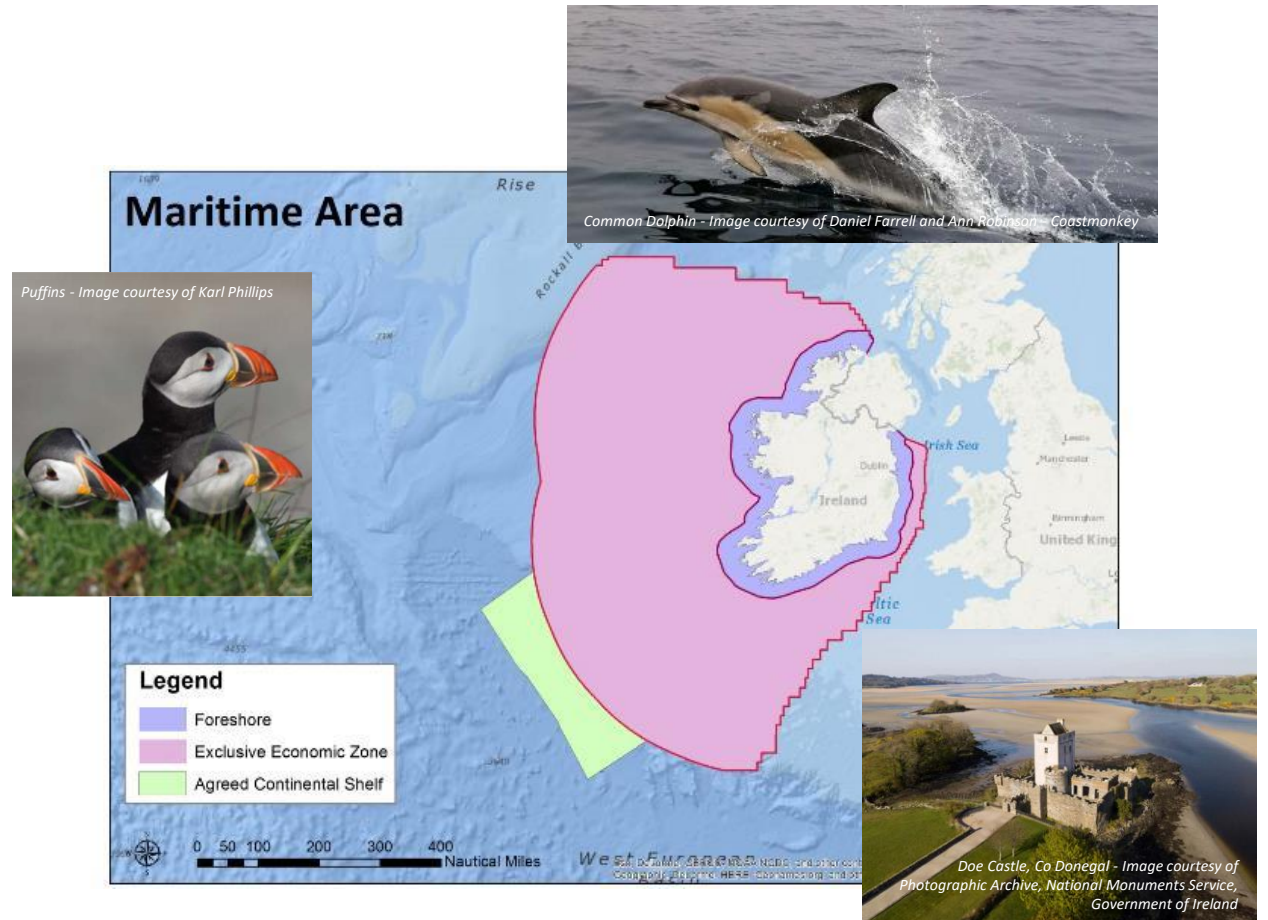 Common Dolphin - Image courtesy of Daniel Farrell and Ann Robinson - Coastmonkey
Rise
Maritime Area
Rockall
Puffins - Image courtesy of Karl Phillips
Irish Sea
Leeds
Manchester
Dublin
Ireland
Birmingham
United King
ltic
Sea
Legend
Foreshore
Exclusive Economic Zone
Agreed Continental Shelf
0 50 100 200 300 400
Nautical Miles
West European
Doe Castle, Co Donegal - Image courtesy of
Photographic Archive, National Monuments Service,
Government of Ireland